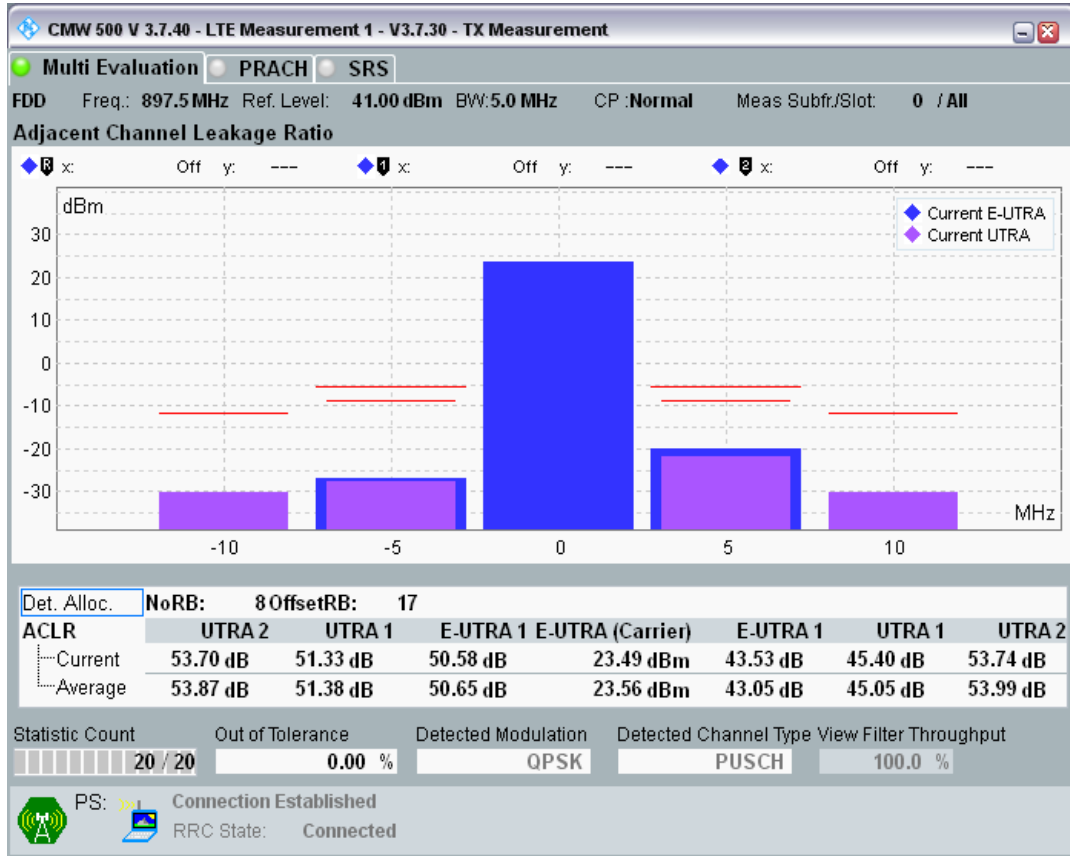 CMW 500 V 3.7.40 - LTE Measurement 1 - V3.7.30 - TX Measurement
Multi Evaluation PRACH SRS
FDD Freq.: 897.5 MHz Ref. Level: 41.00 dBm BW:5.0 MHz CP :Normal Meas Subfr./Slot: 0 / All
Adjacent Channel Leakage Ratio
R x: Off y: --- 1 x: Off y: --- 2 x: Off y: ---
dBm
Current E-UTRA
Current UTRA
30
20
10
0
-10
-20
-30
MHz
-10 -5 0 5 10
Det. Alloc. NoRB: 8 OffsetRB: 17
ACLR UTRA 2 UTRA 1 E-UTRA 1 E-UTRA (Carrier) E-UTRA 1 UTRA 1 UTRA 2
Current 53.70 dB 51.33 dB 50.58 dB 23.49 dBm 43.53 dB 45.40 dB 53.74 dB
Average 53.87 dB 51.38 dB 50.65 dB 23.56 dBm 43.05 dB 45.05 dB 53.99 dB
Statistic Count Out of Tolerance Detected Modulation Detected Channel Type View Filter Throughput
20 / 20 0.00 % QPSK PUSCH 100.0 %
PS: Connection Established
RRC State: Connected